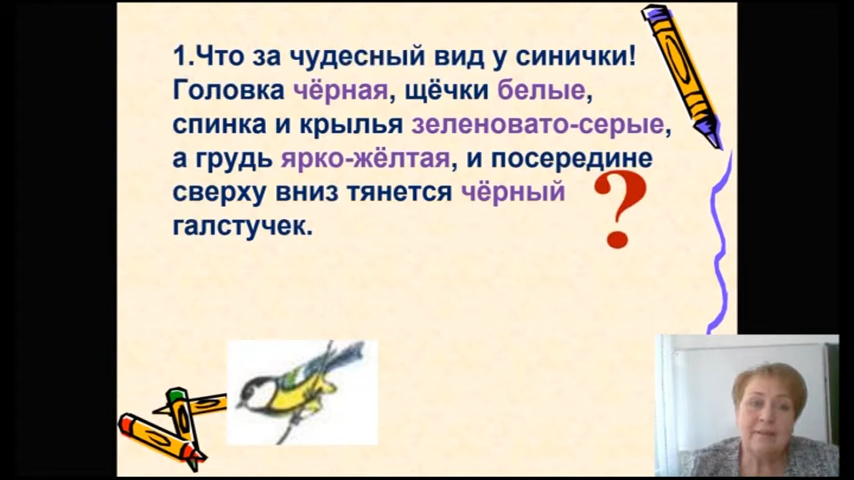 1.Что за чудесный вид у синички!
Головка чёрная, щёчки белые,
спинка и крылья зеленовато-серые,
а грудь ярко-жёлтая, и посередине
сверху вниз тянется чёрный
галстучек.
?